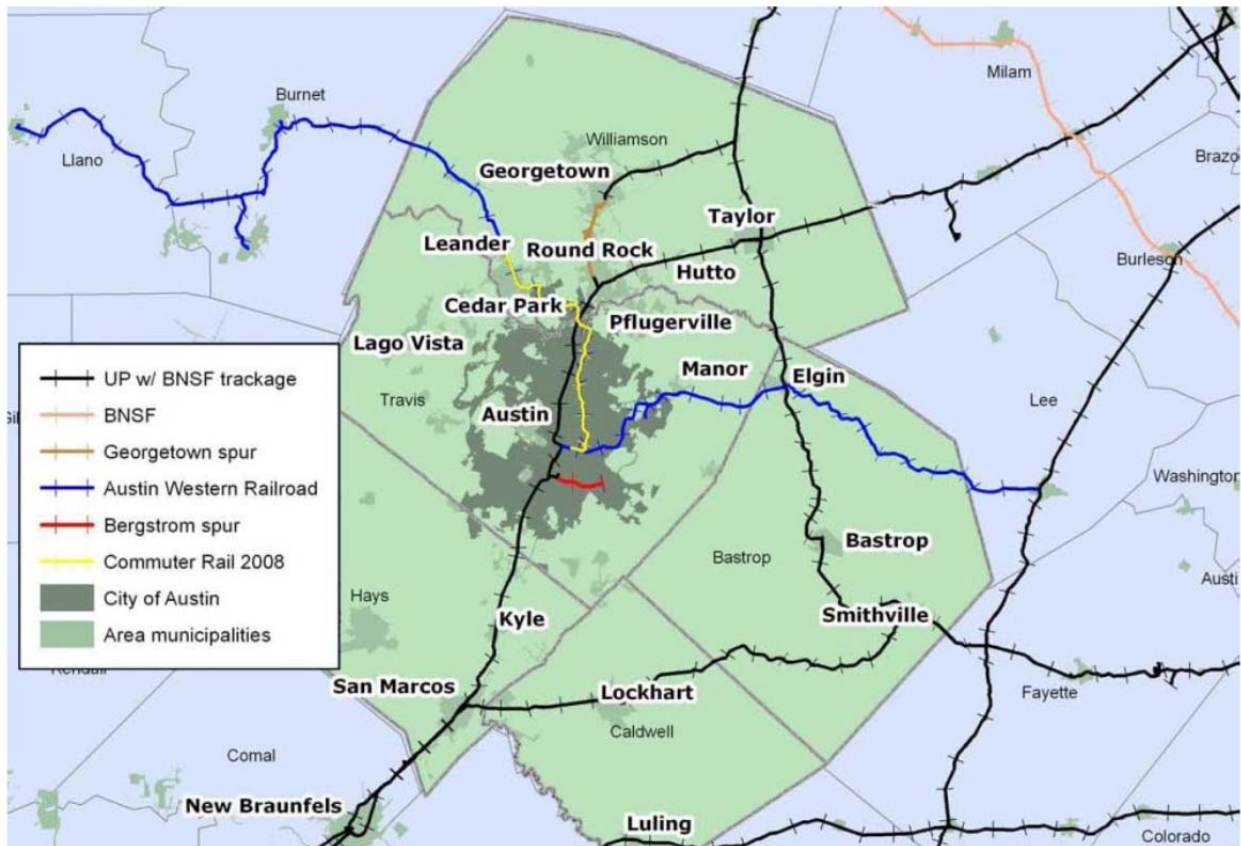 Milam
Burnet
Williamson
Llano
Brazo
Georgetown
Taylor
Leander
Round Rock
Hutto
Burleson
Cedar Park
Pflugerville
Lago Vista
Manor
Elgin
UP w/ BNSF trackage
Travis
Lee
BNSF
Austin
Georgetown spur
Austin Western Railroad
Washington
Bergstrom spur
Bastrop
Commuter Rail 2008
Bastrop
City of Austin
Austi
Hays
Kyle
Smithville
Area municipalities
San Marcos
Lockhart
Fayette
Caldwell
Comal
New Braunfels
Luling
Colorado